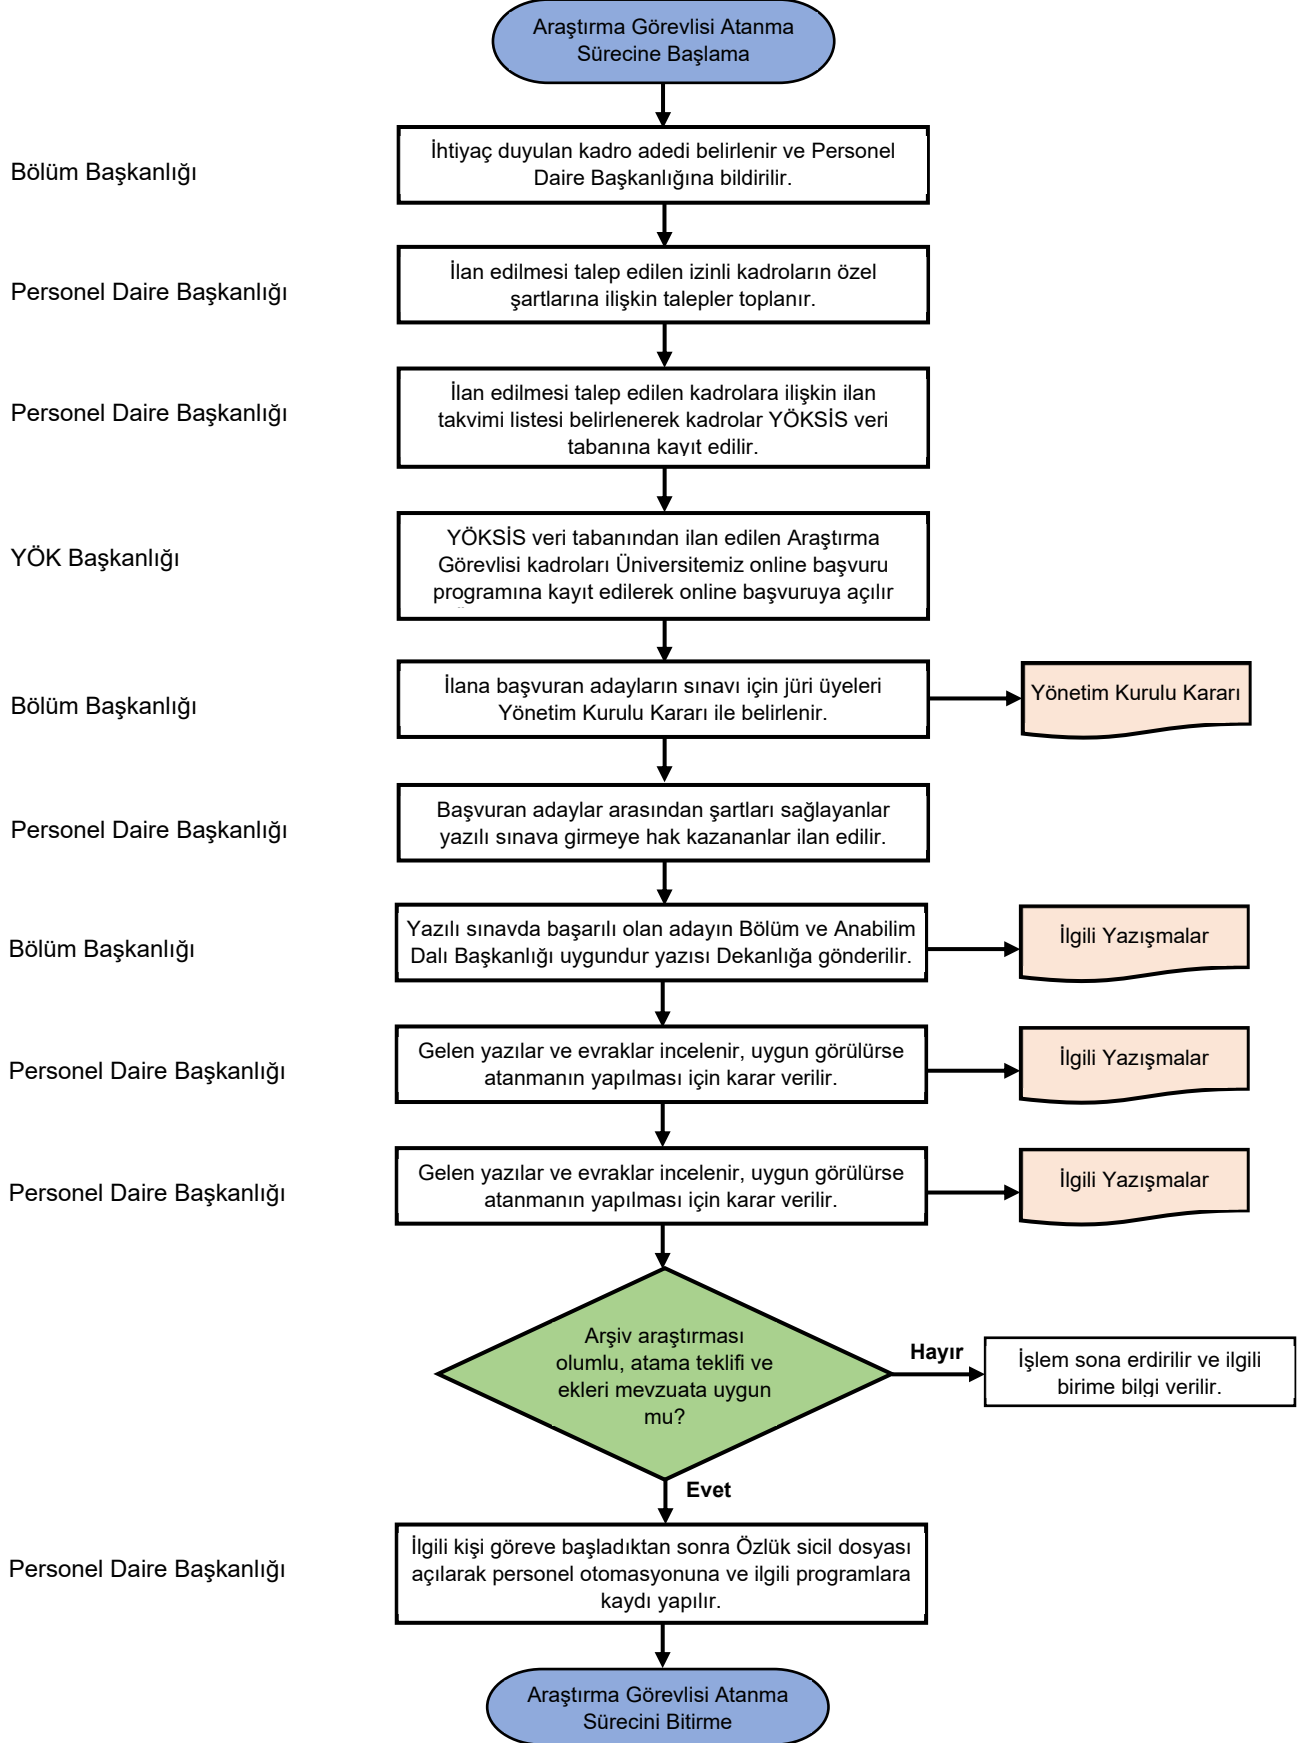 Araştırma Görevlisi Atanma
Sürecine Başlama
Bölüm Başkanlığı
İhtiyaç duyulan kadro adedi belirlenir ve Personel
Daire Başkanlığına bildirilir.
Personel Daire Başkanlığı
İlan edilmesi talep edilen izinli kadroların özel
şartlarına ilişkin talepler toplanır.
Personel Daire Başkanlığı
İlan edilmesi talep edilen kadrolara ilişkin ilan
takvimi listesi belirlenerek kadrolar YÖKSİS veri
tabanına kayıt edilir.
YÖK Başkanlığı
YÖKSİS veri tabanından ilan edilen Araştırma
Görevlisi kadroları Üniversitemiz online başvuru
programına kayıt edilerek online başvuruya açılır
Bölüm Başkanlığı
İlana başvuran adayların sınavı için jüri üyeleri
Yönetim Kurulu Kararı ile belirlenir.
Yönetim Kurulu Kararı
Personel Daire Başkanlığı
Başvuran adaylar arasından şartları sağlayanlar
yazılı sınava girmeye hak kazananlar ilan edilir.
Bölüm Başkanlığı
Yazılı sınavda başarılı olan adayın Bölüm ve Anabilim
Dalı Başkanlığı uygundur yazısı Dekanlığa gönderilir.
İlgili Yazışmalar
Personel Daire Başkanlığı
Gelen yazılar ve evraklar incelenir, uygun görülürse
atanmanın yapılması için karar verilir.
İlgili Yazışmalar
Personel Daire Başkanlığı
Gelen yazılar ve evraklar incelenir, uygun görülürse
atanmanın yapılması için karar verilir.
İlgili Yazışmalar
Arşiv araştırması
olumlu, atama teklifi ve
ekleri mevzuata uygun
mu?
Hayır
İşlem sona erdirilir ve ilgili
birime bilgi verilir.
Evet
Personel Daire Başkanlığı
İlgili kişi göreve başladıktan sonra Özlük sicil dosyası
açılarak personel otomasyonuna ve ilgili programlara
kaydı yapılır.
Araştırma Görevlisi Atanma
Sürecini Bitirme